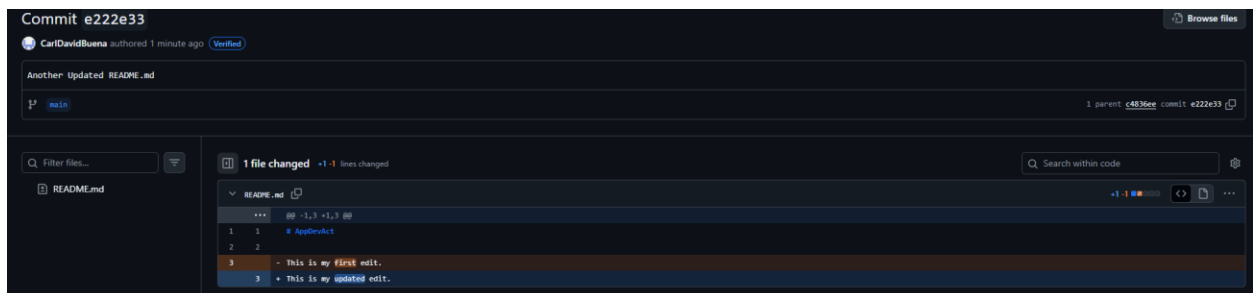 Commit e222e33
Browse files
CarlDavidBuena authored 1 minute ago Verified
Another Updated README.md
main
1 parent c4836ee commit e222e33
Filter files...
1 file changed +1 -1 lines changed
Search within code
README.md
README.md
+1 -1
@@ -1,3 +1,3 @@
1 1 # AppDevAct
2 2
3 - This is my first edit.
3 + This is my updated edit.